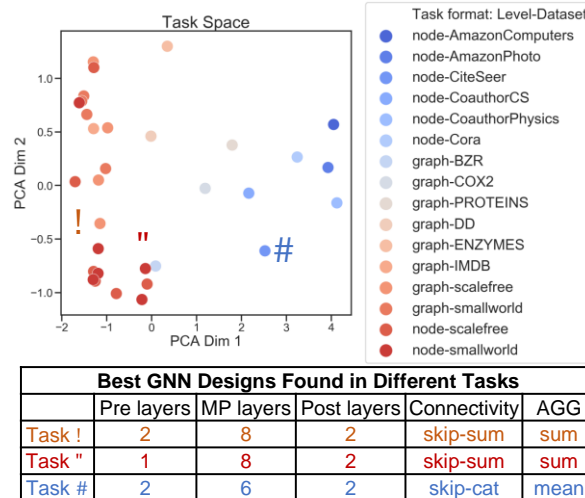 Task Space
Task format: Level-Dataset
node-AmazonComputers
node-AmazonPhoto
node-CiteSeer
node-CoauthorCS
node-CoauthorPhysics
node-Cora
graph-BZR
graph-COX2
graph-PROTEINS
graph-DD
graph-ENZYMES
graph-IMDB
graph-scalefree
graph-smallworld
node-scalefree
node-smallworld
PCA Dim 2
1.0
0.5
0.0
−0.5
−1.0
!
"
#
−2 −1 0 1 2 3 4
PCA Dim 1
Best GNN Designs Found in Different Tasks
Pre layers MP layers Post layers Connectivity AGG
Task ! 2 8 2 skip-sum sum
Task " 1 8 2 skip-sum sum
Task # 2 6 2 skip-cat mean